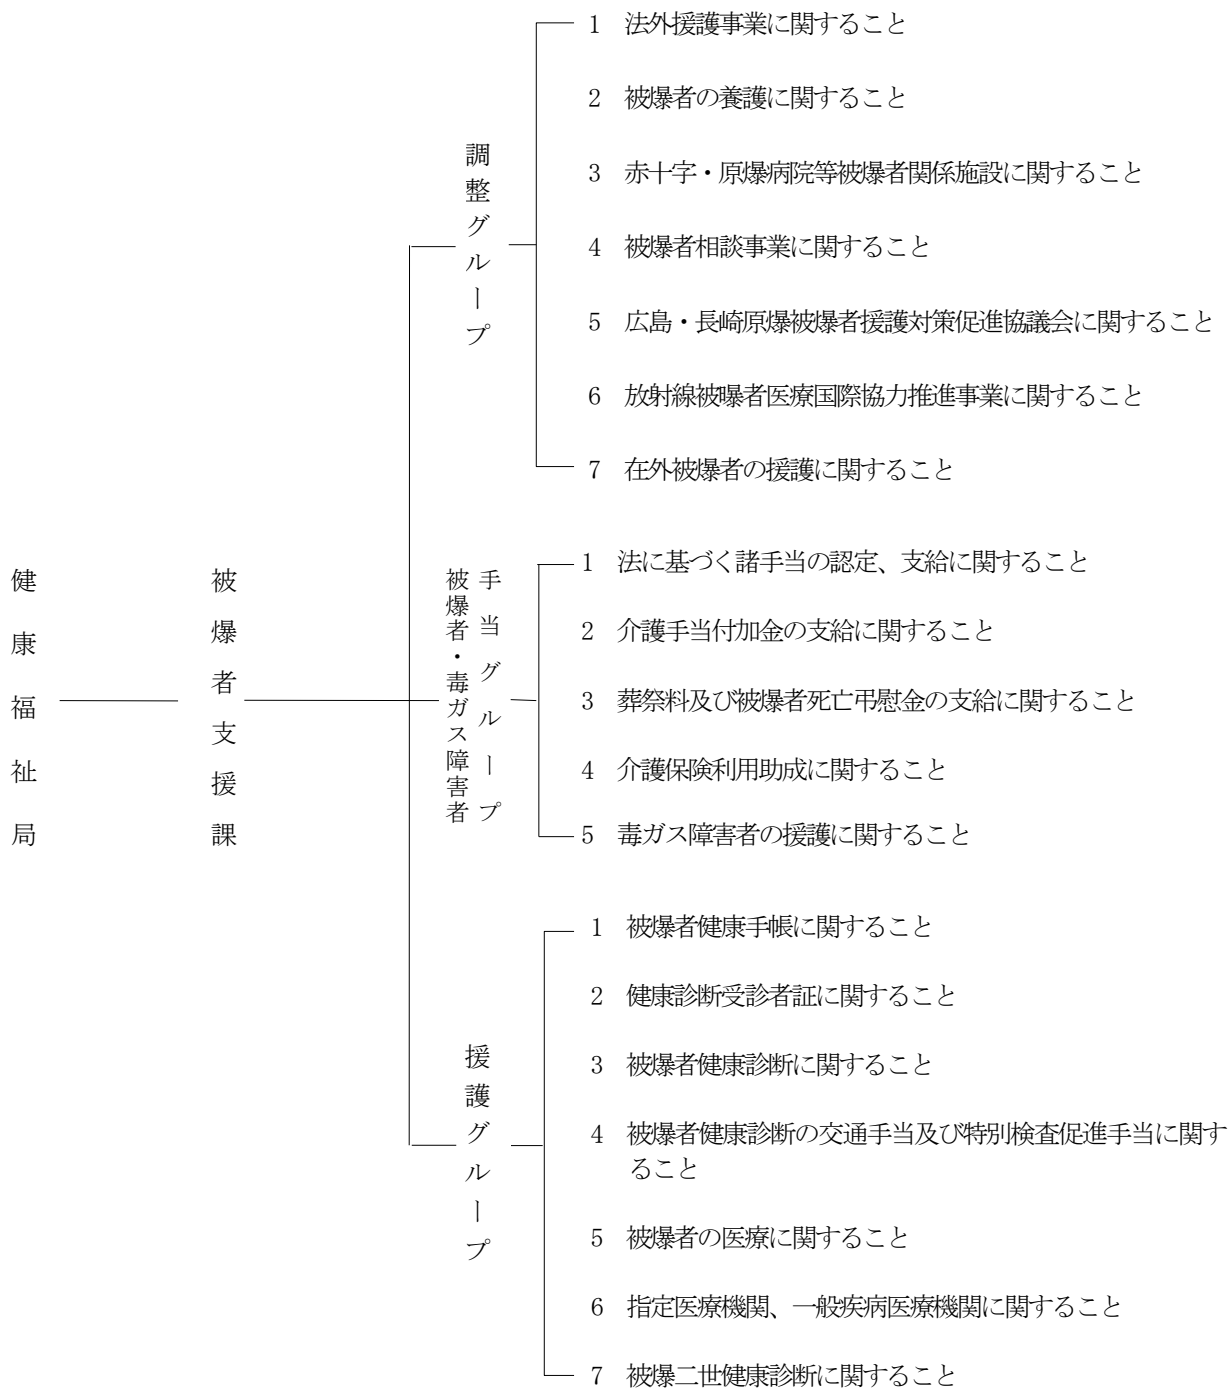 健康福祉局
被爆者支援課
調整グループ
1 法外援護事業に関すること
2 被爆者の養護に関すること
3 赤十字・原爆病院等被爆者関係施設に関すること
4 被爆者相談事業に関すること
5 広島・長崎原爆被爆者援護対策促進協議会に関すること
6 放射線被曝者医療国際協力推進事業に関すること
7 在外被爆者の援護に関すること
被爆者・毒ガス障害者
手当グループ
1 法に基づく諸手当の認定、支給に関すること
2 介護手当付加金の支給に関すること
3 葬祭料及び被爆者死亡弔慰金の支給に関すること
4 介護保険利用助成に関すること
5 毒ガス障害者の援護に関すること
援護グループ
1 被爆者健康手帳に関すること
2 健康診断受診者証に関すること
3 被爆者健康診断に関すること
4 被爆者健康診断の交通手当及び特別検査促進手当に関す
ること
5 被爆者の医療に関すること
6 指定医療機関、一般疾病医療機関に関すること
7 被爆二世健康診断に関すること